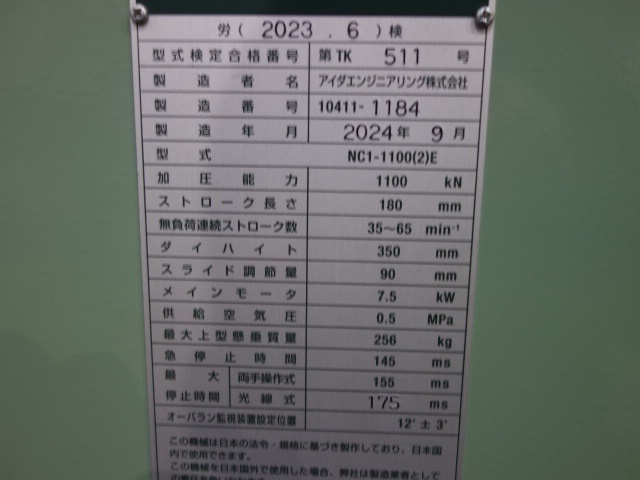 労 ( 2023 . 6 ) 検
型式検定合格番号 第TK 511 号
製造者名 アイダエンジニアリング株式会社
製造番号 10411-1184
製造年月 2024年 9月
型式 NC1-1100(2)E
加圧能力 1100 kN
ストローク長さ 180 mm
無負荷連続ストローク数 35～65 min⁻¹
ダイハイト 350 mm
スライド調節量 90 mm
メインモータ 7.5 kW
供給空気圧 0.5 MPa
最大上型懸垂質量 256 kg
急停止時間 145 ms
最大 両手操作式 155 ms
停止時間 光線式 175 ms
オーバラン監視装置設定位置 12° ± 3°
この機械は日本の法令・規格に基づき製作しており、日本国
内で使用できます。
この機械を日本国外で使用した場合、弊社は製造業者として